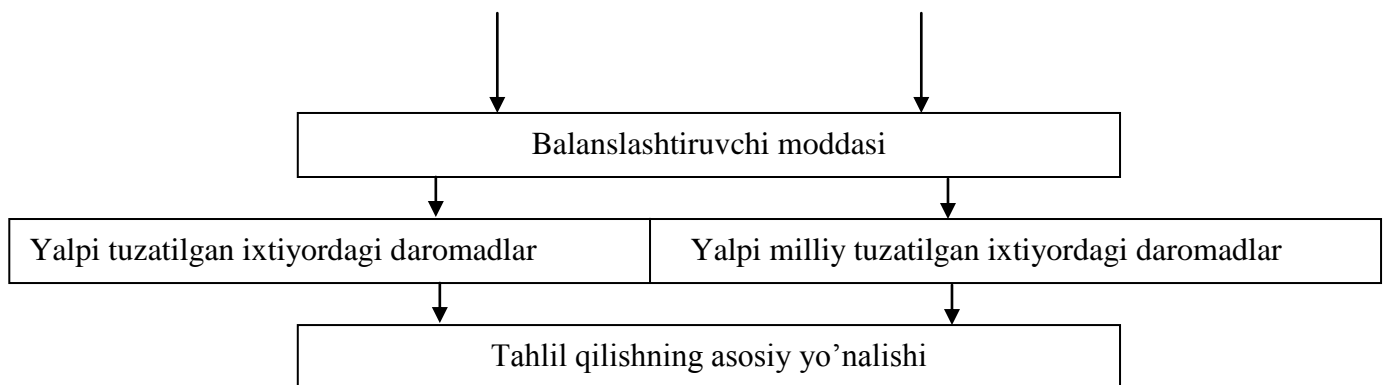 Balanslashtiruvchi moddasi
Yalpi tuzatilgan ixtiyordagi daromadlar
Yalpi milliy tuzatilgan ixtiyordagi daromadlar
Tahlil qilishning asosiy yo’nalishi